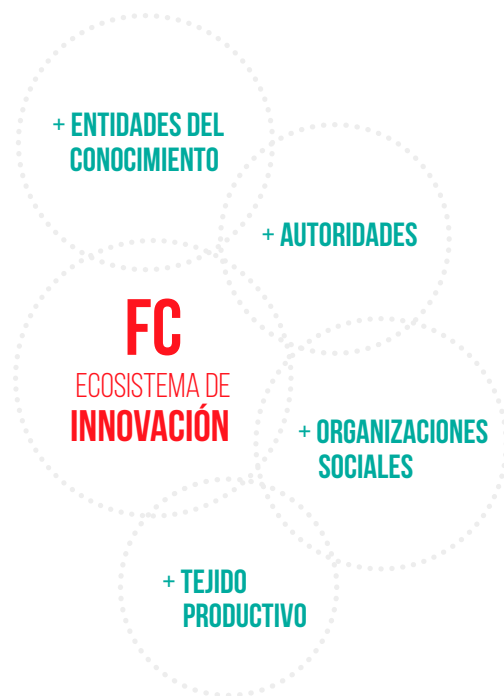 + ENTIDADES DEL
CONOCIMIENTO
+ AUTORIDADES
FC
ECOSISTEMA DE
INNOVACIÓN
+ ORGANIZACIONES
SOCIALES
+ TEJIDO
PRODUCTIVO